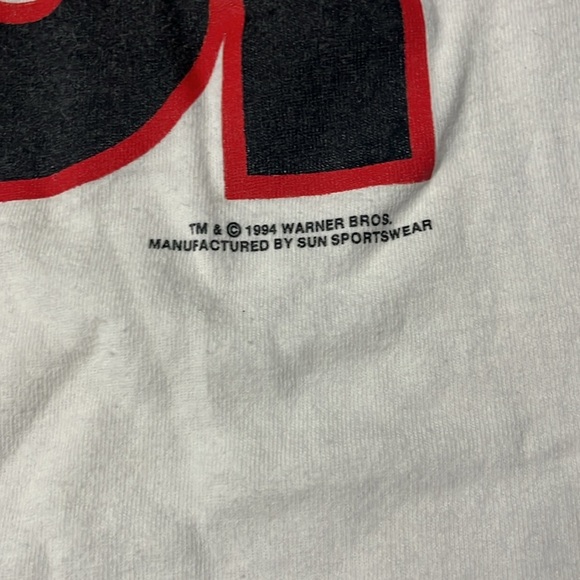 TM & © 1994 WARNER BROS.
MANUFACTURED BY SUN SPORTSWEAR